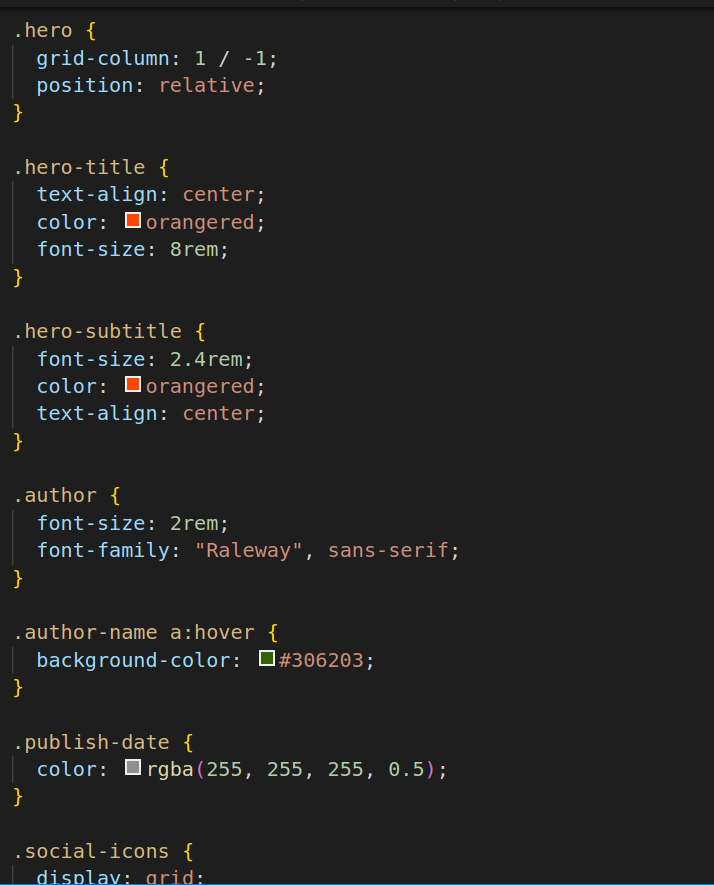 .hero {
  grid-column: 1 / -1;
  position: relative;
}

.hero-title {
  text-align: center;
  color: orangered;
  font-size: 8rem;
}

.hero-subtitle {
  font-size: 2.4rem;
  color: orangered;
  text-align: center;
}

.author {
  font-size: 2rem;
  font-family: "Raleway", sans-serif;
}

.author-name a:hover {
  background-color: #306203;
}

.publish-date {
  color: rgba(255, 255, 255, 0.5);
}

.social-icons {
  display: grid;